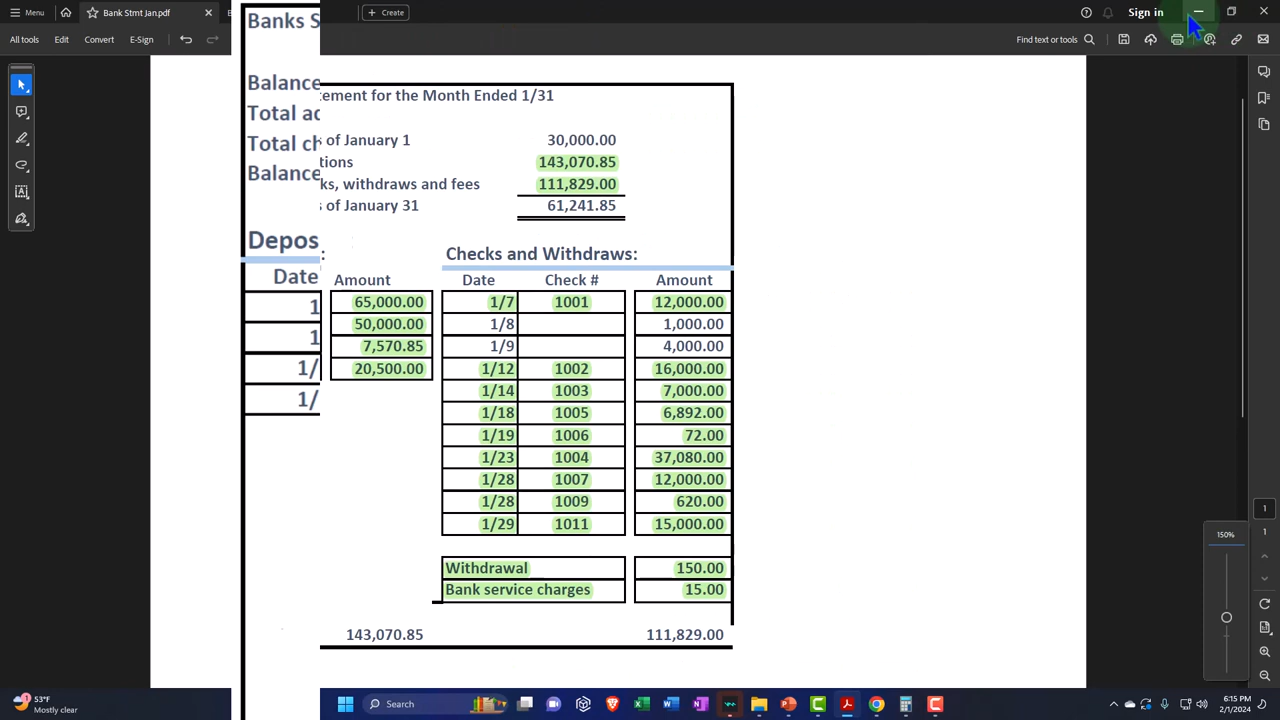 Menu
Bank Stmt Jan.pdf
Create
Sign in
All tools
Edit
Convert
E-Sign
Find text or tools
Banks S
Balance
Total ad
Total ch
Balance
Depos
Date
1
1
1/
1/
tement for the Month Ended 1/31
s of January 1 30,000.00
tions 143,070.85
ks, withdraws and fees 111,829.00
s of January 31 61,241.85
: Checks and Withdraws:
Amount Date Check # Amount
65,000.00 1/7 1001 12,000.00
50,000.00 1/8 1,000.00
7,570.85 1/9 4,000.00
20,500.00 1/12 1002 16,000.00
1/14 1003 7,000.00
1/18 1005 6,892.00
1/19 1006 72.00
1/23 1004 37,080.00
1/28 1007 12,000.00
1/28 1009 620.00
1/29 1011 15,000.00
Withdrawal 150.00
Bank service charges 15.00
143,070.85 111,829.00
1
1
150%
53°F
Mostly clear
Search
6:15 PM
2/1/2024